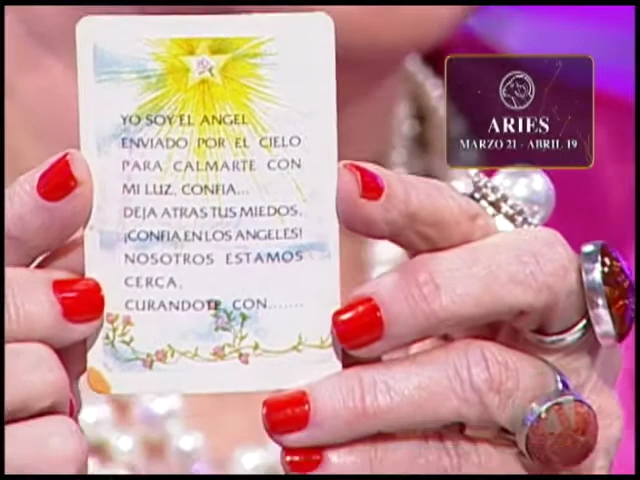 YO SOY EL ANGEL
ENVIADO POR EL CIELO
PARA CALMARTE CON
MI LUZ, CONFIA...
DEJA ATRAS TUS MIEDOS.
¡CONFIA EN LOS ANGELES!
NOSOTROS ESTAMOS
CERCA.
CURANDOTE CON.......
ARIES
MARZO 21 - ABRIL 19